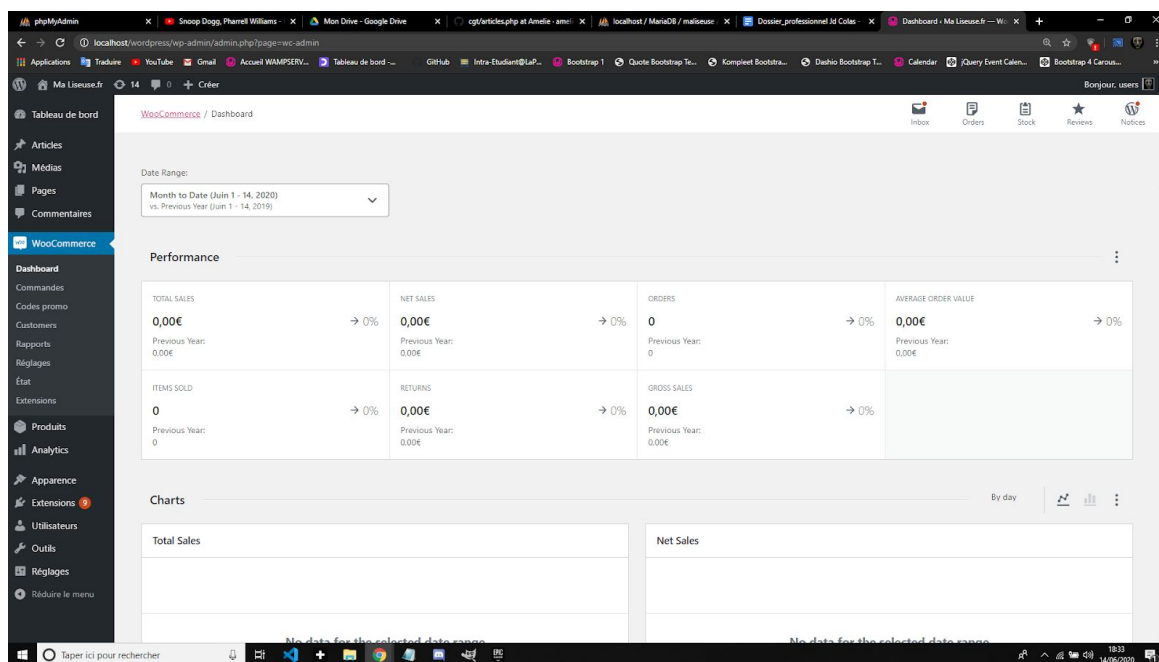 phpMyAdmin
Snoop Dogg, Pharrell Williams -
Mon Drive - Google Drive
cgt/articles.php at Amelie · ameli
localhost / MariaDB / maliseuse
Dossier_professionnel Jd Colas -
Dashboard ‹ Ma Liseuse.fr — Wo
localhost/wordpress/wp-admin/admin.php?page=wc-admin
Applications Traduire YouTube Gmail Accueil WAMPSERV... Tableau de bord -... GitHub Intra-Etudiant@LaP... Bootstrap 1 Quote Bootstrap Te... Kompleet Bootstra... Dashio Bootstrap T... Calendar jQuery Event Calen... Bootstrap 4 Carous... »
Ma Liseuse.fr 14 0 + Créer Bonjour, users
Tableau de bord
Articles
Médias
Pages
Commentaires
WooCommerce
Dashboard
Commandes
Codes promo
Customers
Rapports
Réglages
État
Extensions
Produits
Analytics
Apparence
Extensions 9
Utilisateurs
Outils
Réglages
Réduire le menu
WooCommerce / Dashboard
Inbox Orders Stock Reviews Notices
Date Range:
Month to Date (Juin 1 - 14, 2020)
vs. Previous Year (Juin 1 - 14, 2019)
Performance
TOTAL SALES
0,00€ → 0%
Previous Year:
0,00€
NET SALES
0,00€ → 0%
Previous Year:
0,00€
ORDERS
0 → 0%
Previous Year:
0
AVERAGE ORDER VALUE
0,00€ → 0%
Previous Year:
0,00€
ITEMS SOLD
0 → 0%
Previous Year:
0
RETURNS
0,00€ → 0%
Previous Year:
0,00€
GROSS SALES
0,00€ → 0%
Previous Year:
0,00€
Charts By day
Total Sales
No data for the selected date range
Net Sales
No data for the selected date range
Taper ici pour rechercher
EPIC
18:33
14/06/2020